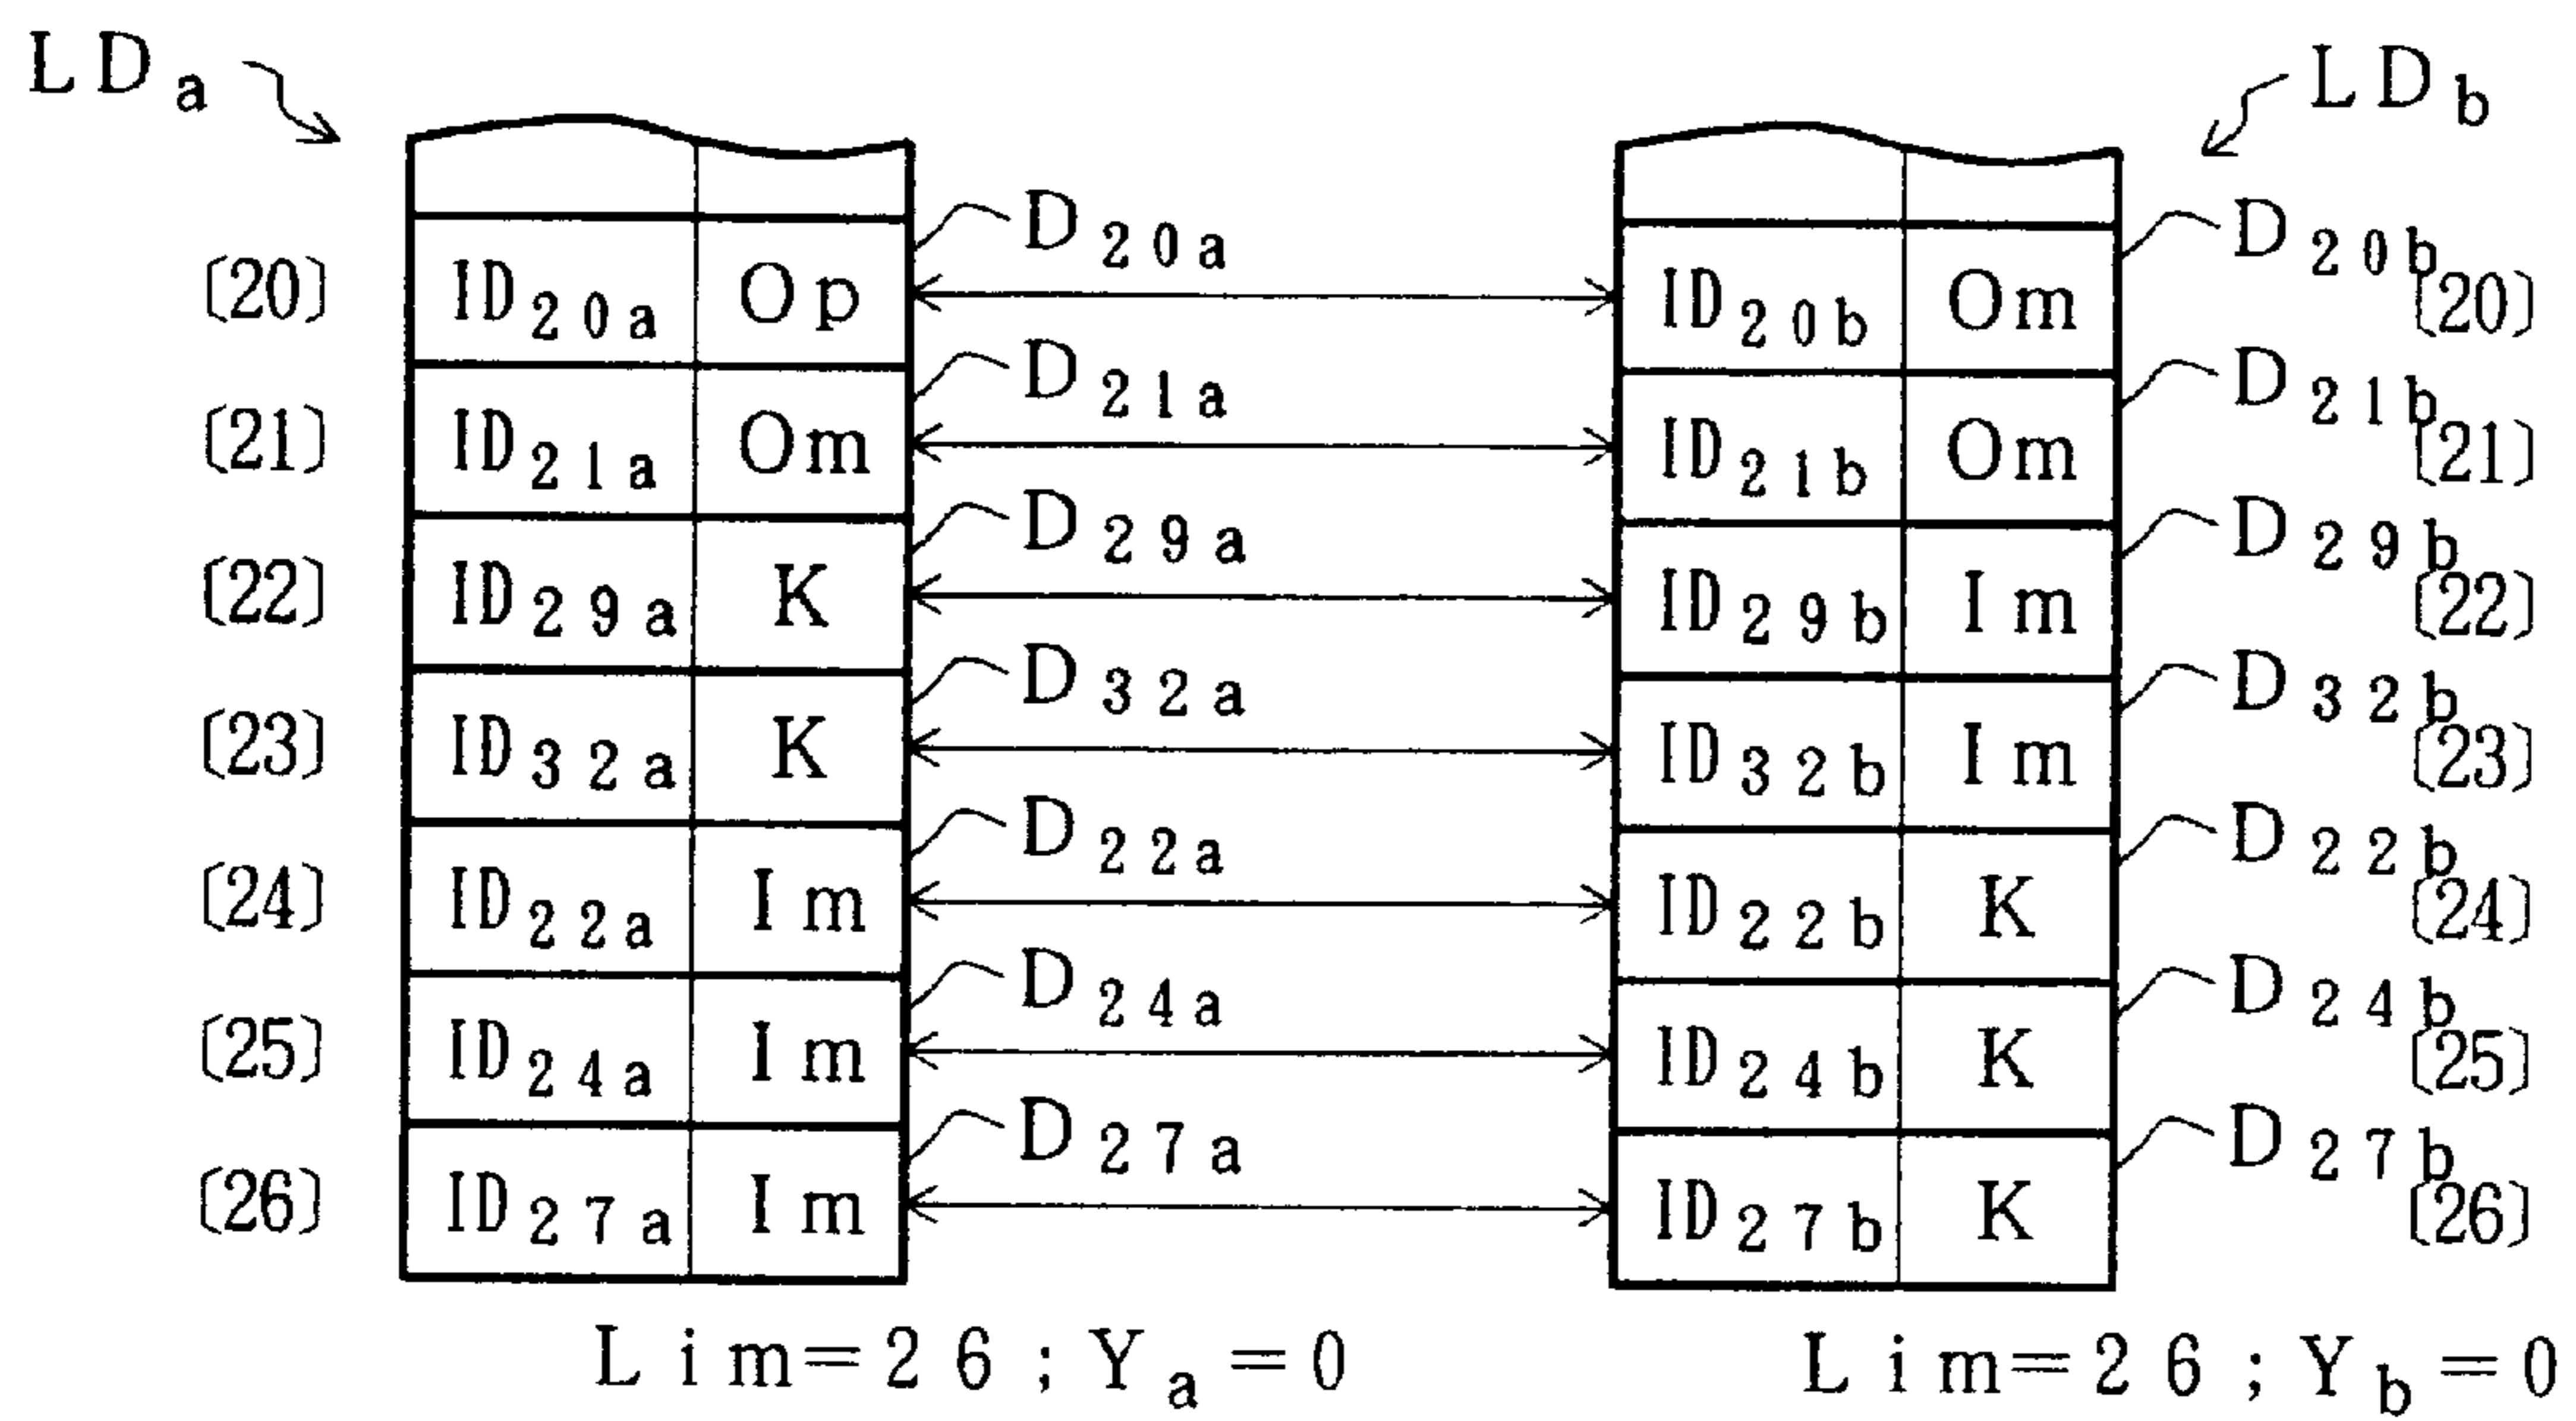 LDa LDb
D20a D20b
〔20〕 ID20a Op ID20b Om 〔20〕
D21a D21b
〔21〕 ID21a Om ID21b Om 〔21〕
D29a D29b
〔22〕 ID29a K ID29b Im 〔22〕
D32a D32b
〔23〕 ID32a K ID32b Im 〔23〕
D22a D22b
〔24〕 ID22a Im ID22b K 〔24〕
D24a D24b
〔25〕 ID24a Im ID24b K 〔25〕
D27a D27b
〔26〕 ID27a Im ID27b K 〔26〕
Lim=26;Ya=0 Lim=26;Yb=0